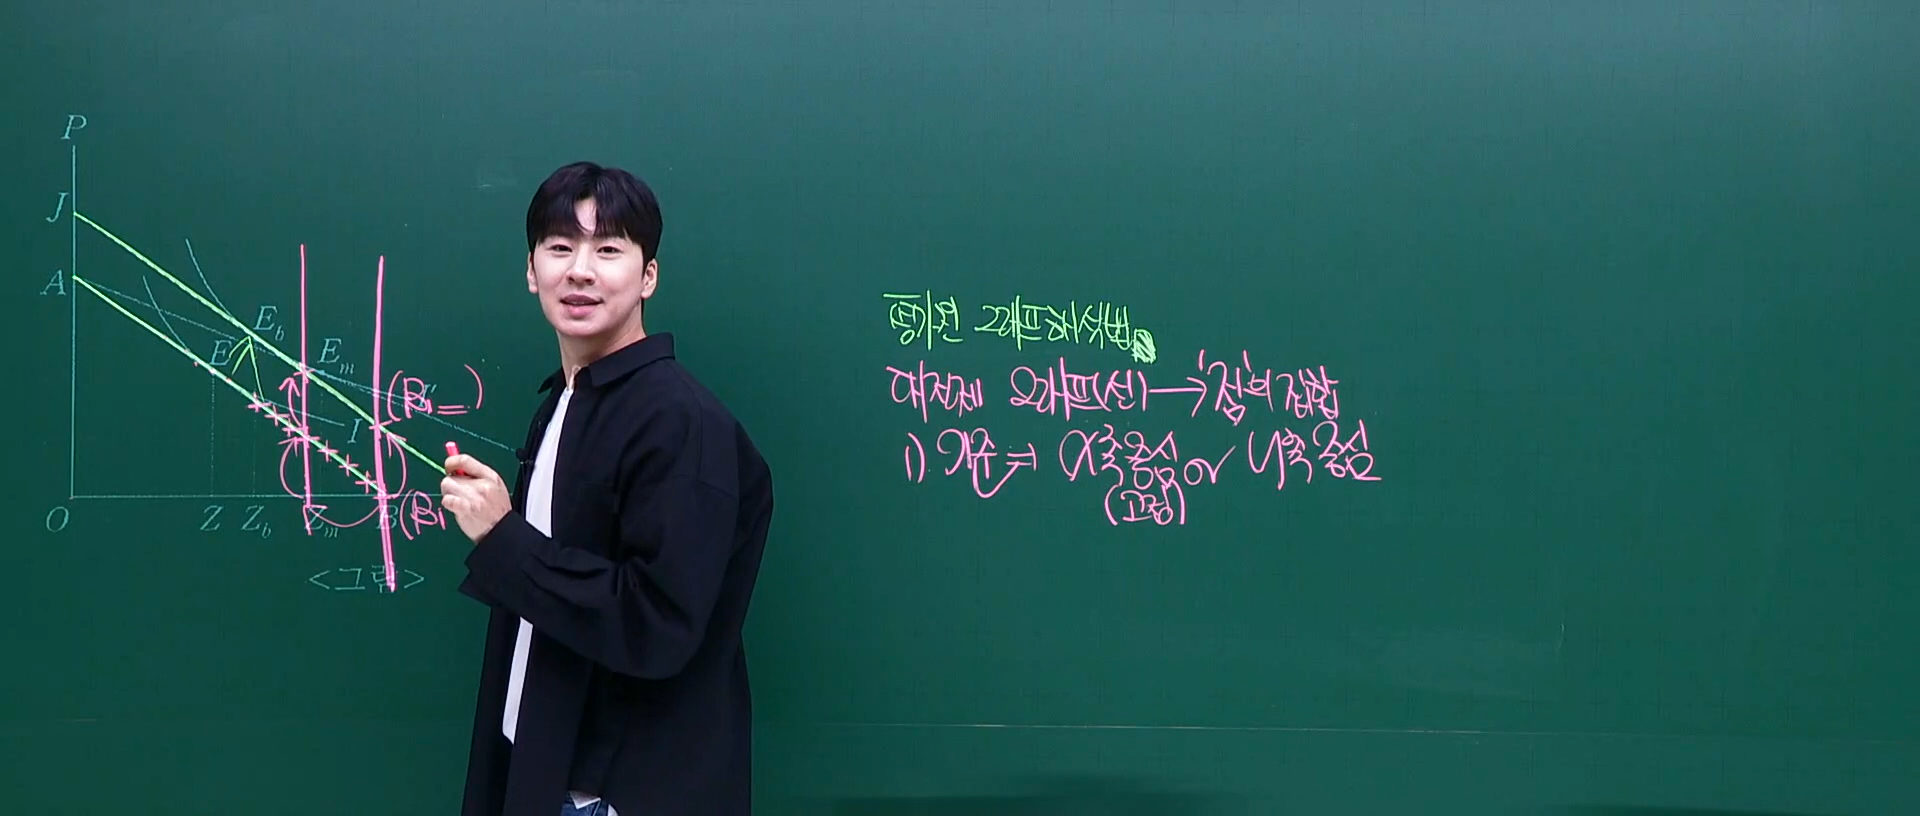 P
J
A
E_b
E
E_m
I
O
Z
Z_b
Z_m
B
<그림>
평가원 그래프해석법
대전제 그래프(선) → '점'의 집합
1) 기준 ⇒ x축 중심 or y축 중심
(고정)